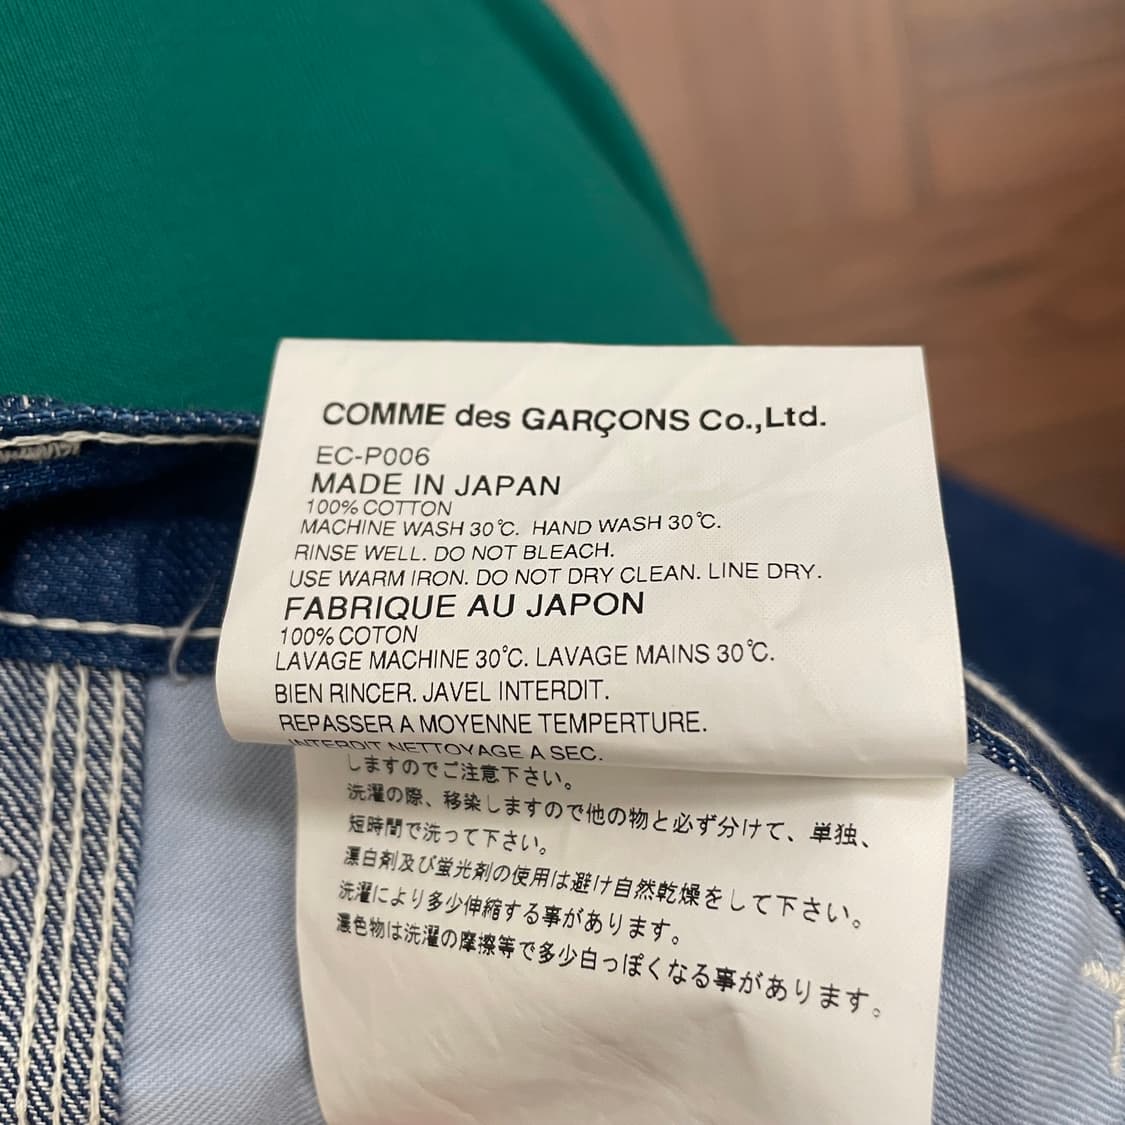 COMME des GARÇONS Co.,Ltd.
EC-P006
MADE IN JAPAN
100% COTTON
MACHINE WASH 30℃. HAND WASH 30℃.
RINSE WELL. DO NOT BLEACH.
USE WARM IRON. DO NOT DRY CLEAN. LINE DRY.
FABRIQUE AU JAPON
100% COTON
LAVAGE MACHINE 30℃. LAVAGE MAINS 30℃.
BIEN RINCER. JAVEL INTERDIT.
REPASSER A MOYENNE TEMPERTURE.
INTERDIT NETTOYAGE A SEC.
しますのでご注意下さい。
洗濯の際、移染しますので他の物と必ず分けて、単独、
短時間で洗って下さい。
漂白剤及び蛍光剤の使用は避け自然乾燥をして下さい。
洗濯により多少伸縮する事があります。
濃色物は洗濯の摩擦等で多少白っぽくなる事があります。